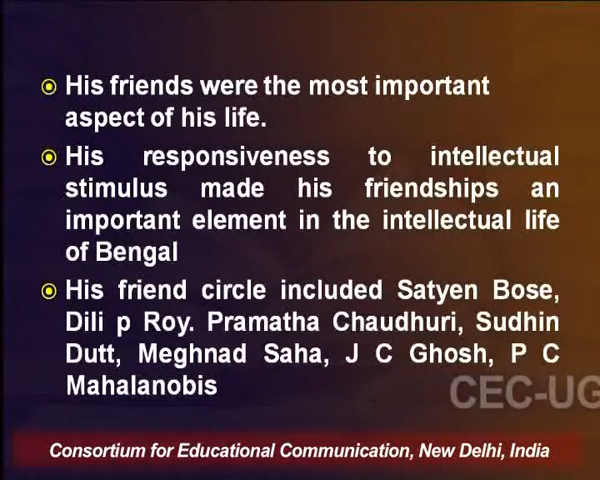 His friends were the most important
aspect of his life.
His responsiveness to intellectual
stimulus made his friendships an
important element in the intellectual life
of Bengal
His friend circle included Satyen Bose,
Dili p Roy. Pramatha Chaudhuri, Sudhin
Dutt, Meghnad Saha, J C Ghosh, P C
Mahalanobis
CEC-UG
Consortium for Educational Communication, New Delhi, India